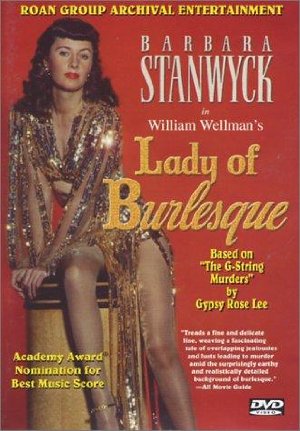 ROAN GROUP ARCHIVAL ENTERTAINMENT
BARBARA
STANWYCK
in
William Wellman's
Lady of
Burlesque
Based on
"The G-String
Murders"
by
Gypsy Rose Lee
"Treads a fine and delicate
line, weaving a fascinating
tale of overlapping jealousies
and lusts leading to murder
amid the surprisingly earthy
and realistically detailed
background of burlesque."
—All Movie Guide
Academy Award
Nomination for
Best Music Score
DVD
VIDEO